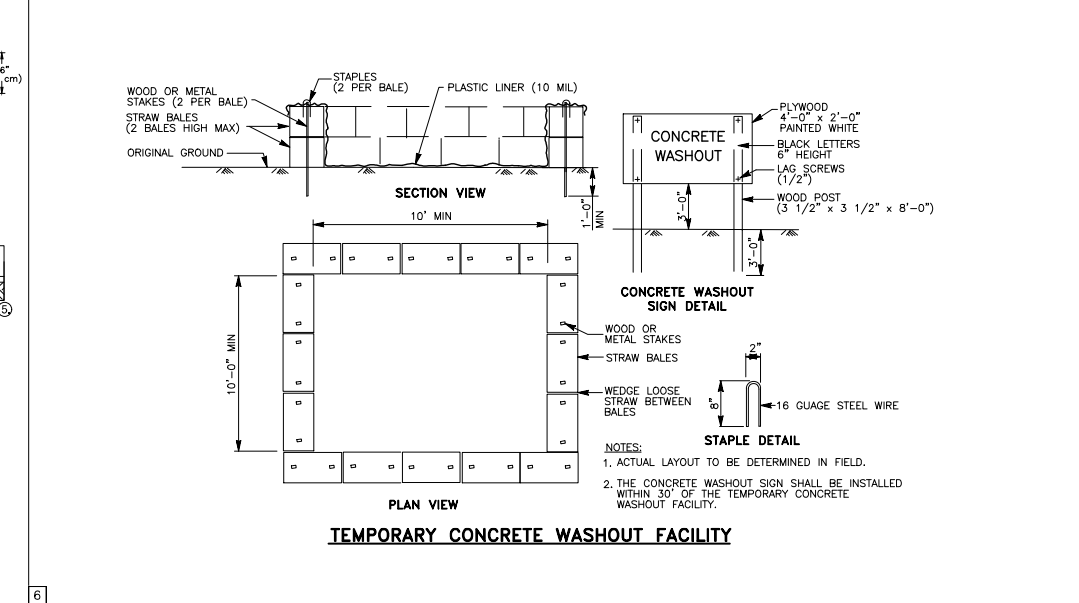 6"
cm)
STAPLES
(2 PER BALE)
WOOD OR METAL
STAKES (2 PER BALE)
STRAW BALES
(2 BALES HIGH MAX)
ORIGINAL GROUND
PLASTIC LINER (10 MIL)
SECTION VIEW
1'-0"
MIN
CONCRETE
WASHOUT
PLYWOOD
4'-0" x 2'-0"
PAINTED WHITE
BLACK LETTERS
6" HEIGHT
LAG SCREWS
(1/2")
WOOD POST
(3 1/2" x 3 1/2" x 8'-0")
3'-0"
3'-0"
CONCRETE WASHOUT
SIGN DETAIL
10' MIN
10'-0" MIN
WOOD OR
METAL STAKES
STRAW BALES
WEDGE LOOSE
STRAW BETWEEN
BALES
PLAN VIEW
2"
8"
16 GUAGE STEEL WIRE
STAPLE DETAIL
NOTES:
1. ACTUAL LAYOUT TO BE DETERMINED IN FIELD.
2. THE CONCRETE WASHOUT SIGN SHALL BE INSTALLED
WITHIN 30' OF THE TEMPORARY CONCRETE
WASHOUT FACILITY.
TEMPORARY CONCRETE WASHOUT FACILITY
5
6